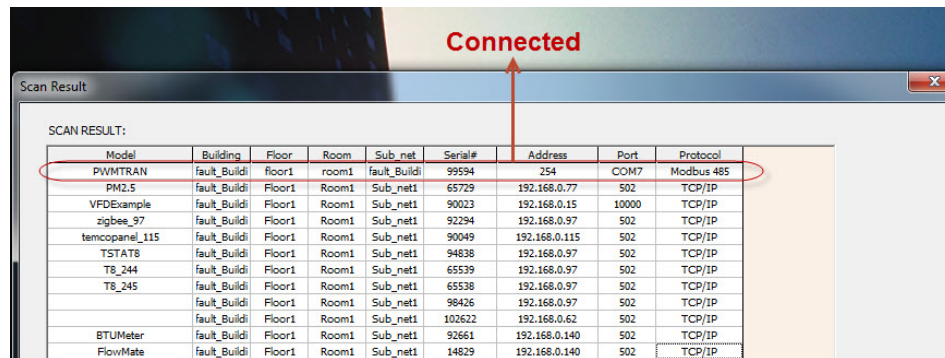 Connected
Scan Result
SCAN RESULT:
Model Building Floor Room Sub_net Serial# Address Port Protocol
PWMTRAN fault_Buildi floor1 room1 fault_Buildi 99594 254 COM7 Modbus 485
PM2.5 fault_Buildi Floor1 Room1 Sub_net1 65729 192.168.0.77 502 TCP/IP
VFDExample fault_Buildi Floor1 Room1 Sub_net1 90023 192.168.0.15 10000 TCP/IP
zigbee_97 fault_Buildi Floor1 Room1 Sub_net1 92294 192.168.0.97 502 TCP/IP
temcopanel_115 fault_Buildi Floor1 Room1 Sub_net1 90049 192.168.0.115 502 TCP/IP
TSTAT8 fault_Buildi Floor1 Room1 Sub_net1 94838 192.168.0.97 502 TCP/IP
T8_244 fault_Buildi Floor1 Room1 Sub_net1 65539 192.168.0.97 502 TCP/IP
T8_245 fault_Buildi Floor1 Room1 Sub_net1 65538 192.168.0.97 502 TCP/IP
fault_Buildi Floor1 Room1 Sub_net1 98426 192.168.0.97 502 TCP/IP
fault_Buildi Floor1 Room1 Sub_net1 102622 192.168.0.62 502 TCP/IP
BTUMeter fault_Buildi Floor1 Room1 Sub_net1 92661 192.168.0.140 502 TCP/IP
FlowMate fault_Buildi Floor1 Room1 Sub_net1 14829 192.168.0.140 502 TCP/IP